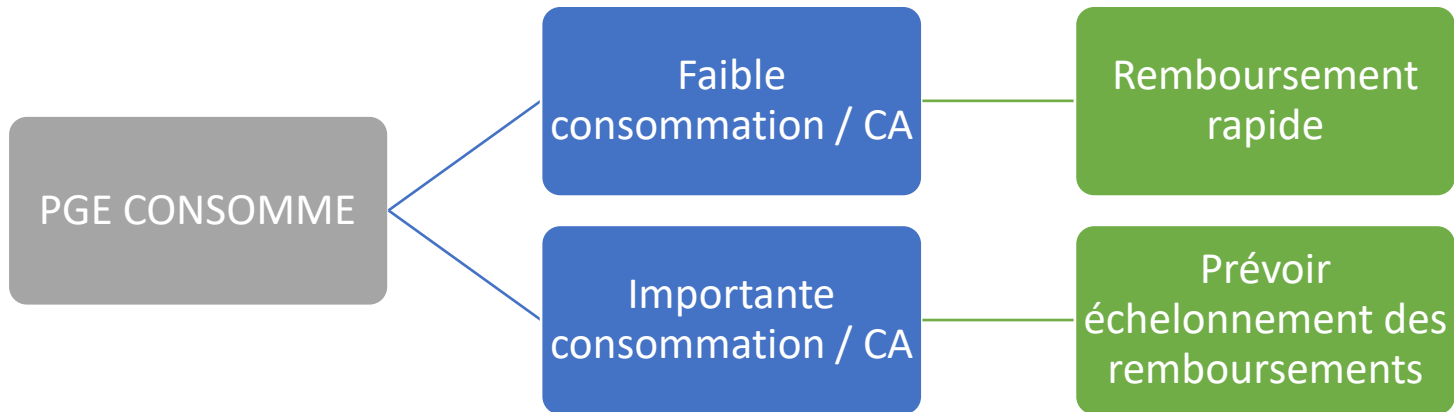 PGE CONSOMME
Faible
consommation / CA
Remboursement
rapide
Importante
consommation / CA
Prévoir
échelonnement des
remboursements